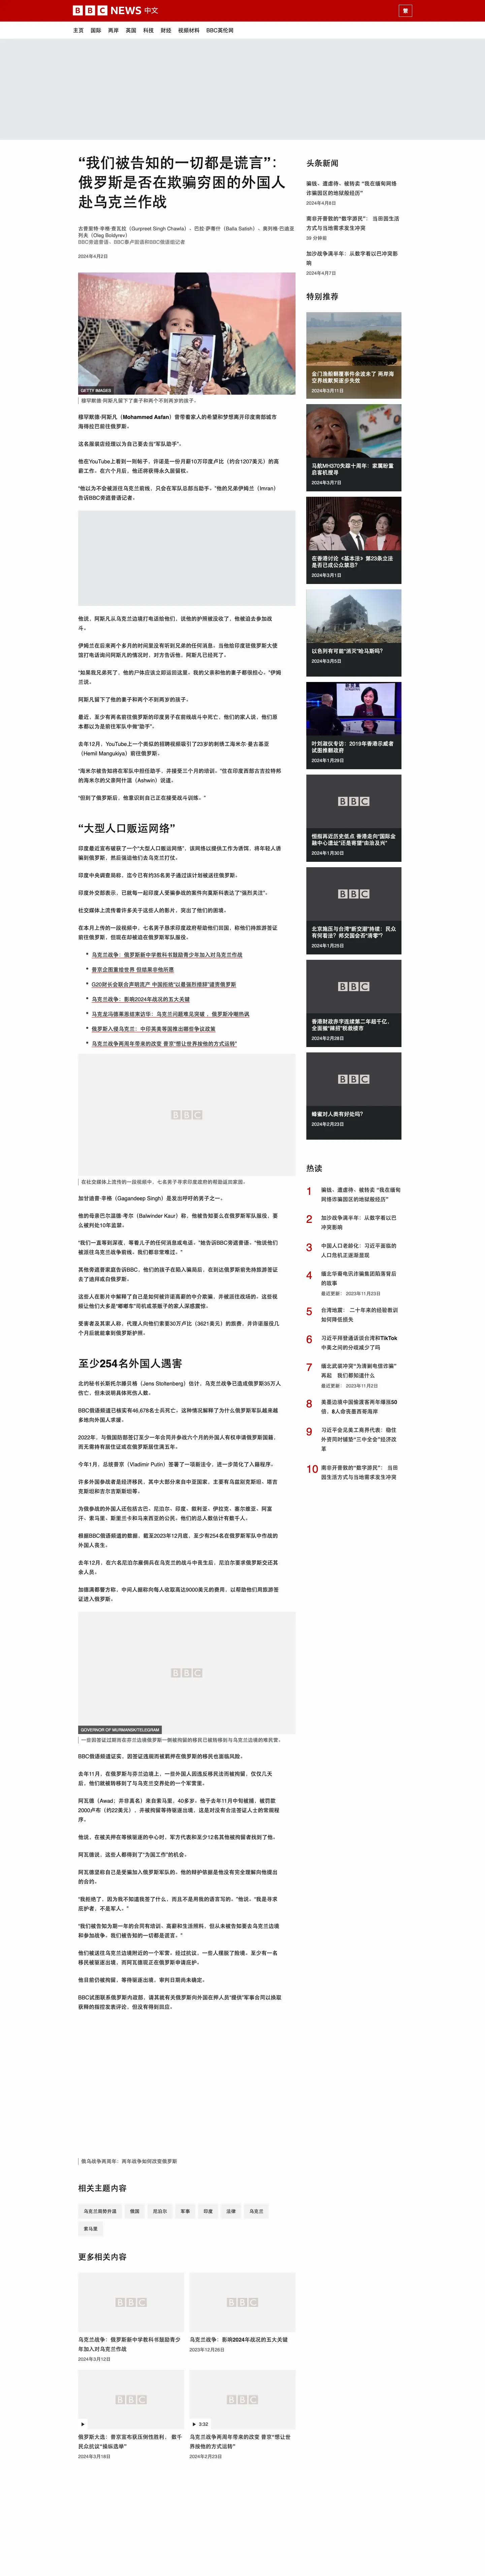 BBC NEWS 中文
繁
主页 国际 两岸 英国 科技 财经 视频材料 BBC英伦网
“我们被告知的一切都是谎言”：
俄罗斯是否在欺骗穷困的外国人
赴乌克兰作战
古普雷特·辛格·查瓦拉（Gurpreet Singh Chawla）、巴拉·萨蒂什（Balla Satish）、奥列格·巴迪亚
列夫（Oleg Boldyrev）
BBC旁遮普语、BBC泰卢固语和BBC俄语组记者
2024年4月2日
GETTY IMAGES
穆罕默德·阿斯凡留下了妻子和两个不到两岁的孩子。
穆罕默德·阿斯凡（Mohammed Asfan）曾带着家人的希望和梦想离开印度南部城市
海得拉巴前往俄罗斯。
这名服装店经理以为自己要去当“军队助手”。
他在YouTube上看到一则帖子，许诺是一份月薪10万印度卢比（约合1207美元）的高
薪工作。在六个月后，他还将获得永久居留权。
“他以为不会被派往乌克兰前线，只会在军队总部当助手。”他的兄弟伊姆兰（Imran）
告诉BBC旁遮普语记者。
他说，阿斯凡从乌克兰边境打电话给他们，说他的护照被没收了，他被迫去参加战
斗。
伊姆兰在后来两个多月的时间里没有听到兄弟的任何消息。当他给印度驻俄罗斯大使
馆打电话询问阿斯凡的情况时，对方告诉他，阿斯凡已经死了。
“如果我兄弟死了，他的尸体应该立即运回这里。我的父亲和他的妻子都很担心。”伊姆
兰说。
阿斯凡留下了他的妻子和两个不到两岁的孩子。
最近，至少有两名前往俄罗斯的印度男子在前线战斗中死亡，他们的家人说，他们原
本都以为是前往军队中做“助手”。
去年12月，YouTube上一个类似的招聘视频吸引了23岁的刺绣工海米尔·曼古基亚
（Hemil Mangukiya）前往俄罗斯。
“海米尔被告知将在军队中担任助手，并接受三个月的培训。”住在印度西部古吉拉特邦
的海米尔的父亲阿什温（Ashwin）说道。
“但到了俄罗斯后，他意识到自己正在接受战斗训练。”
“大型人口贩运网络”
印度最近宣布破获了一个“大型人口贩运网络”，该网络以提供工作为诱饵，将年轻人诱
骗到俄罗斯，然后强迫他们去乌克兰打仗。
印度中央调查局称，迄今已有约35名男子通过该计划被送往俄罗斯。
印度外交部表示，已就每一起印度人受骗参战的案件向莫斯科表达了“强烈关注”。
社交媒体上流传着许多关于这些人的影片，突出了他们的困境。
在本月上传的一段视频中，七名男子恳求印度政府帮助他们回国，称他们持旅游签证
前往俄罗斯，但现在却被迫在俄罗斯军队服役。
乌克兰战争：俄罗斯新中学教科书鼓励青少年加入对乌克兰作战
普京企图重绘世界 但结果非他所愿
G20财长会联合声明流产 中国拒绝“以最强烈措辞”谴责俄罗斯
乌克兰战争：影响2024年战况的五大关键
马克龙冯德莱恩结束访华：乌克兰问题难见突破，俄罗斯冷嘲热讽
俄罗斯入侵乌克兰：中印高美等国推出哪些争议政策
乌克兰战争两周年带来的改变 普京“想让世界按他的方式运转”
BBC
在社交媒体上流传的一段视频中，七名男子寻求印度政府的帮助返回家园。
加甘迪普·辛格（Gagandeep Singh）是发出呼吁的男子之一。
他的母亲巴尔温德·考尔（Balwinder Kaur）称，他被告知要么在俄罗斯军队服役，要
么被判处10年监禁。
“我们一直等到深夜，等着儿子的任何消息或电话。”她告诉BBC旁遮普语。“他说他们
被派往乌克兰战争前线。我们都非常难过。”
其他旁遮普家庭告诉BBC，他们的孩子在陷入骗局后，在到达俄罗斯前先持旅游签证
去了迪拜或白俄罗斯。
这些人在影片中解释了自己是如何被许诺高薪的中介欺骗，并被派往战场的。这些视
频让他们大多是“嘟嘟车”司机或茶贩子的家人深感震惊。
受害者及其家人称，代理人向他们索要30万卢比（3621美元）的旅费，并许诺服役几
个月后就能拿到俄罗斯护照。
至少254名外国人遇害
北约秘书长斯托尔滕贝格（Jens Stoltenberg）估计，乌克兰战争已造成俄罗斯35万人
伤亡，但未说明具体死伤人数。
BBC俄语频道已核实有46,678名士兵死亡。这种情况解释了为什么俄罗斯军队越来越
多地向外国人求援。
2022年，与俄国防部签订至少一年合同并参战六个月的外国人有权申请俄罗斯国籍，
而无需持有居住证或在俄罗斯居住满五年。
今年1月，总统普京（Vladimir Putin）签署了一项新法令，进一步简化了入籍程序。
许多外国参战者是经济移民，其中大部分来自中亚国家，主要有乌兹别克斯坦、塔吉
克斯坦和吉尔吉斯斯坦等。
为俄参战的外国人还包括古巴、尼泊尔、印度、叙利亚、伊拉克、塞尔维亚、阿富
汗、索马里、斯里兰卡和马来西亚的公民。他们的总人数估计有数千人。
根据BBC俄语频道的数据，截至2023年12月底，至少有254名在俄罗斯军队中作战的
外国人丧生。
去年12月，在六名尼泊尔雇佣兵在乌克兰的战斗中丧生后，尼泊尔要求俄罗斯交还其
余人员。
加德满都警方称，中间人据称向每人收取高达9000美元的费用，以帮助他们用旅游签
证进入俄罗斯。
BBC
GOVERNOR OF MURMANSK/TELEGRAM
一些因签证过期而在芬兰边境俄罗斯一侧被拘留的移民已被转移到与乌克兰边境的难民营。
BBC俄语频道证实，因签证违规而被羁押在俄罗斯的移民也面临风险。
去年11月，在俄罗斯与芬兰边境上，一些外国人因违反移民法而被拘留，仅仅几天
后，他们就被转移到了与乌克兰交界处的一个军营里。
阿瓦德（Awad，并非真名）来自索马里，40多岁。他于去年11月中旬被捕，被罚款
2000卢布（约22美元），并被拘留等待驱逐出境，这是对没有合法签证人士的常规程
序。
他说，在被关押在等候驱逐的中心时，军方代表和至少12名其他被拘留者找到了他。
阿瓦德说，这些人都得到了“为国工作”的机会。
阿瓦德坚称自己是受骗加入俄罗斯军队的。他的辩护依据是他没有完全理解向他提出
的合约。
“我拒绝了，因为我不知道我签了什么，而且不是用我的语言写的。”他说，“我是寻求
庇护者，不是军人。”
“我们被告知为期一年的合同有培训、高薪和生活照料，但从未被告知要去乌克兰边境
和参加战争。我们被告知的一切都是谎言。”
他们被送往乌克兰边境附近的一个军营。经过抗议，一些人摆脱了险境。至少有一名
移民被驱逐出境，而阿瓦德现正在俄罗斯申请庇护。
他目前仍被拘留，等待驱逐出境，审判日期尚未确定。
BBC试图联系俄罗斯内政部，请其就有关俄罗斯向外国在押人员“提供”军事合同以换取
获释的指控发表评论，但没有得到回应。
俄乌战争两周年：两年战争如何改变俄罗斯
相关主题内容
乌克兰局势升温 俄国 尼泊尔 军事 印度 法律 乌克兰
索马里
更多相关内容
BBC
乌克兰战争：俄罗斯新中学教科书鼓励青少
年加入对乌克兰作战
2024年3月12日
BBC
乌克兰战争：影响2024年战况的五大关键
2023年12月29日
BBC
俄罗斯大选：普京宣布获压倒性胜利， 数千
民众抗议“操纵选举”
2024年3月18日
BBC
3:32
乌克兰战争两周年带来的改变 普京“想让世
界按他的方式运转”
2024年2月23日
头条新闻
骗钱、遭虐待、被转卖 “我在缅甸网络
诈骗园区的地狱般经历”
2024年4月8日
南非开普敦的“数字游民”： 当田园生活
方式与当地需求发生冲突
39 分钟前
加沙战争满半年：从数字看以巴冲突影
响
2024年4月7日
特别推荐
金门渔船翻覆事件余波未了 两岸海
空界线默契逐步失效
2024年3月11日
马航MH370失踪十周年：家属盼重
启客机搜寻
2024年3月7日
在香港讨论《基本法》第23条立法
是否已成公众禁忌？
2024年3月1日
以色列有可能“消灭”哈马斯吗？
2024年3月5日
叶刘淑仪专访：2019年香港示威者
试图推翻政府
2024年1月29日
BBC
恒指再近历史低点 香港走向“国际金
融中心遗址”还是希望“由治及兴”
2024年1月30日
BBC
北京施压与台湾“断交潮”持续：民众
有何看法？邦交国会否“清零”？
2024年1月25日
BBC
香港财政赤字连续第二年超千亿，
全面撤“辣招”税救楼市
2024年2月28日
BBC
蜂蜜对人类有好处吗？
2024年2月23日
热读
1
骗钱、遭虐待、被转卖 “我在缅甸
网络诈骗园区的地狱般经历”
2
加沙战争满半年：从数字看以巴
冲突影响
3
中国人口老龄化：习近平面临的
人口危机正逐渐显现
4
缅北华裔电讯诈骗集团陷落背后
的故事
最近更新： 2023年11月23日
5
台湾地震： 二十年来的经验教训
如何降低损失
6
习近平拜登通话谈台湾和TikTok
中美之间的分歧减少了吗
7
缅北武装冲突“为清剿电信诈骗”
再起 我们都知道什么
最近更新： 2023年11月2日
8
美墨边境中国偷渡客两年爆涨50
倍，8人命丧墨西哥海岸
9
习近平会见美工商界代表：稳住
外资同时铺垫“三中全会”经济改
革
10
南非开普敦的“数字游民”： 当田
园生活方式与当地需求发生冲突